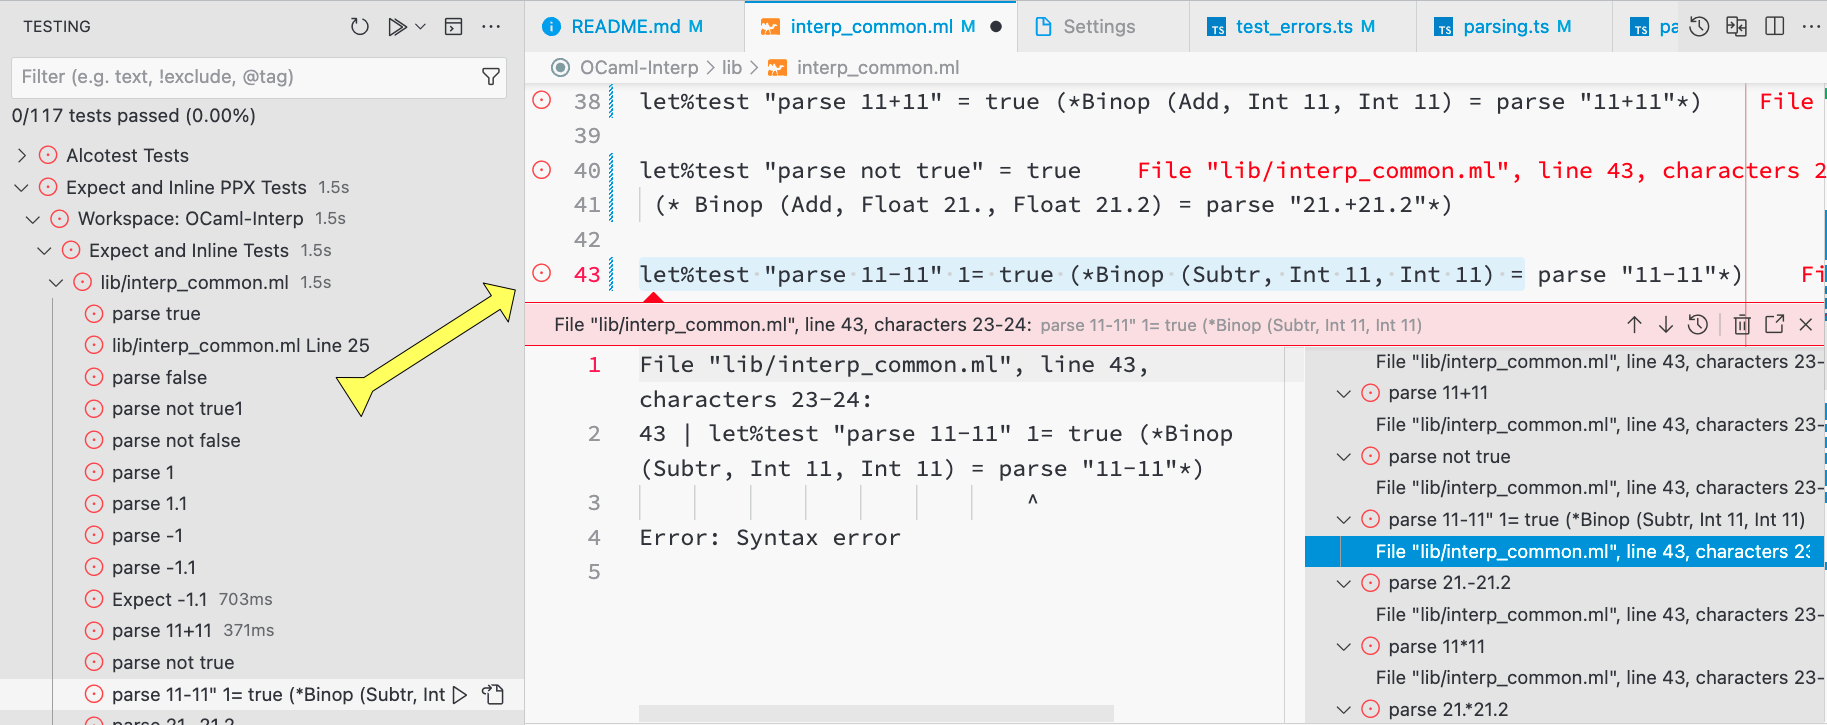 TESTING
Filter (e.g. text, !exclude, @tag)
0/117 tests passed (0.00%)
Alcotest Tests
Expect and Inline PPX Tests 1.5s
Workspace: OCaml-Interp 1.5s
Expect and Inline Tests 1.5s
lib/interp_common.ml 1.5s
parse true
lib/interp_common.ml Line 25
parse false
parse not true1
parse not false
parse 1
parse 1.1
parse -1
parse -1.1
Expect -1.1 703ms
parse 11+11 371ms
parse not true
parse 11-11" 1= true (*Binop (Subtr, Int
parse 21.-21.2
README.md M
interp_common.ml M
Settings
TS test_errors.ts M
TS parsing.ts M
TS pa
OCaml-Interp > lib > interp_common.ml
38 let%test "parse 11+11" = true (*Binop (Add, Int 11, Int 11) = parse "11+11"*) File
39
40 let%test "parse not true" = true File "lib/interp_common.ml", line 43, characters 2
41 (* Binop (Add, Float 21., Float 21.2) = parse "21.+21.2"*)
42
43 let%test "parse 11-11" 1= true (*Binop (Subtr, Int 11, Int 11) = parse "11-11"*) Fi
File "lib/interp_common.ml", line 43, characters 23-24: parse 11-11" 1= true (*Binop (Subtr, Int 11, Int 11)
1 File "lib/interp_common.ml", line 43,
characters 23-24:
2 43 | let%test "parse 11-11" 1= true (*Binop
(Subtr, Int 11, Int 11) = parse "11-11"*)
3 ^
4 Error: Syntax error
5
File "lib/interp_common.ml", line 43, characters 23-
parse 11+11
File "lib/interp_common.ml", line 43, characters 23-
parse not true
File "lib/interp_common.ml", line 43, characters 23-
parse 11-11" 1= true (*Binop (Subtr, Int 11, Int 11)
File "lib/interp_common.ml", line 43, characters 23
parse 21.-21.2
File "lib/interp_common.ml", line 43, characters 23-
parse 11*11
File "lib/interp_common.ml", line 43, characters 23-
parse 21.*21.2